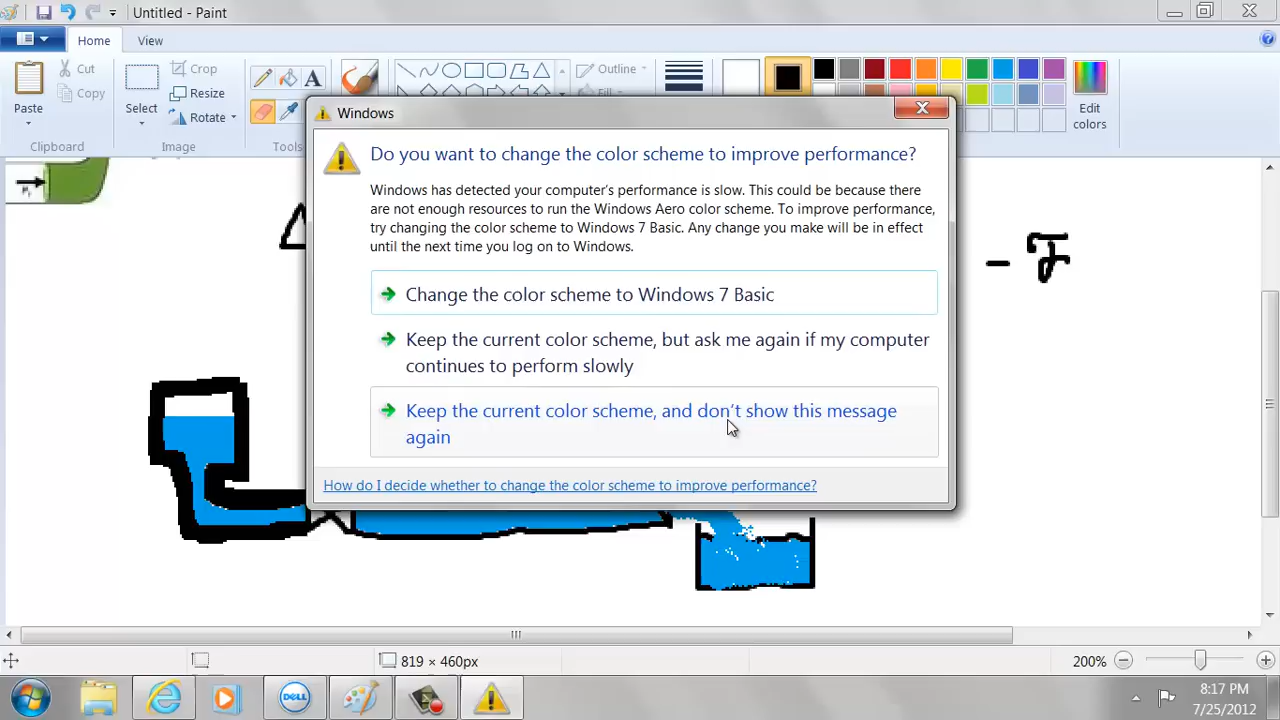 Untitled - Paint
Home View
Paste
Cut
Copy
Clipboard
Select
Crop
Resize
Rotate
Image
A
Tools
Outline
Fill
Edit
colors
Windows
Do you want to change the color scheme to improve performance?
Windows has detected your computer's performance is slow. This could be because there
are not enough resources to run the Windows Aero color scheme. To improve performance,
try changing the color scheme to Windows 7 Basic. Any change you make will be in effect
until the next time you log on to Windows.
Change the color scheme to Windows 7 Basic
Keep the current color scheme, but ask me again if my computer
continues to perform slowly
Keep the current color scheme, and don't show this message
again
How do I decide whether to change the color scheme to improve performance?
819 × 460px
200%
DELL
8:17 PM
7/25/2012